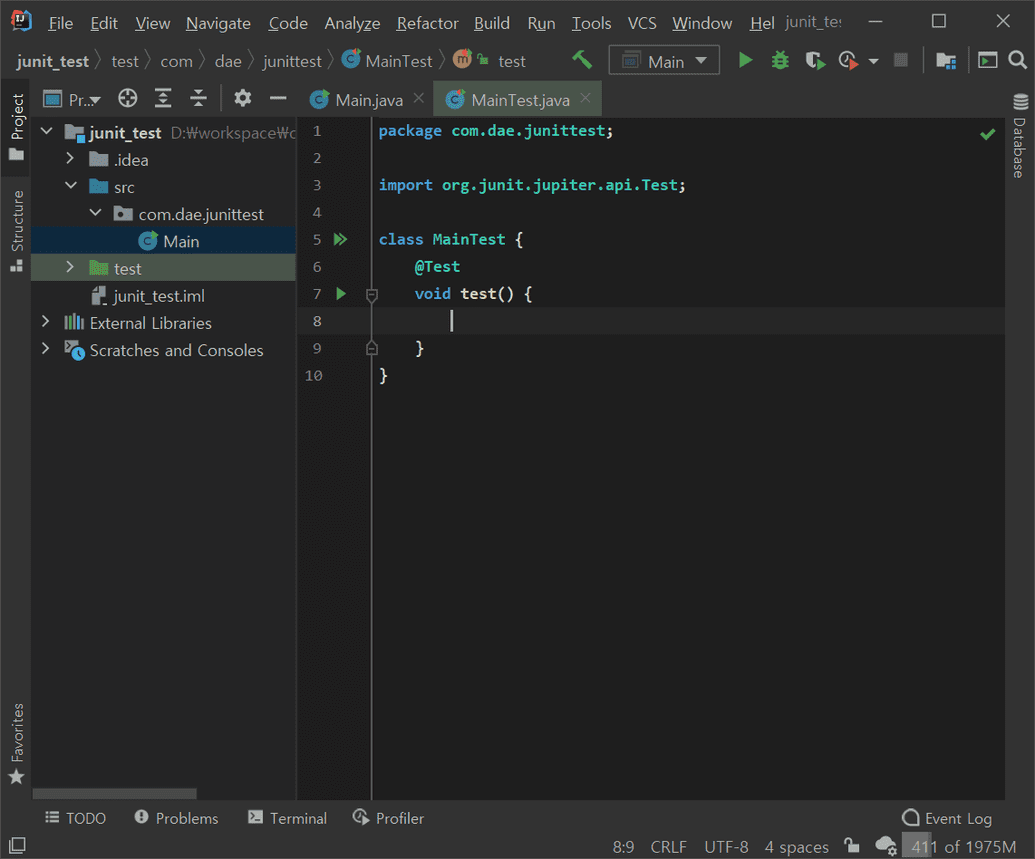 File Edit View Navigate Code Analyze Refactor Build Run Tools VCS Window Hel junit_tes
junit_test test com dae junittest MainTest test Main
Pr... Main.java MainTest.java
Project
Structure
Favorites
junit_test D:₩workspace₩c
.idea
src
com.dae.junittest
Main
test
junit_test.iml
External Libraries
Scratches and Consoles
1 package com.dae.junittest;
2
3 import org.junit.jupiter.api.Test;
4
5 class MainTest {
6 @Test
7 void test() {
8
9 }
10 }
Database
TODO Problems Terminal Profiler Event Log
8:9 CRLF UTF-8 4 spaces 411 of 1975M